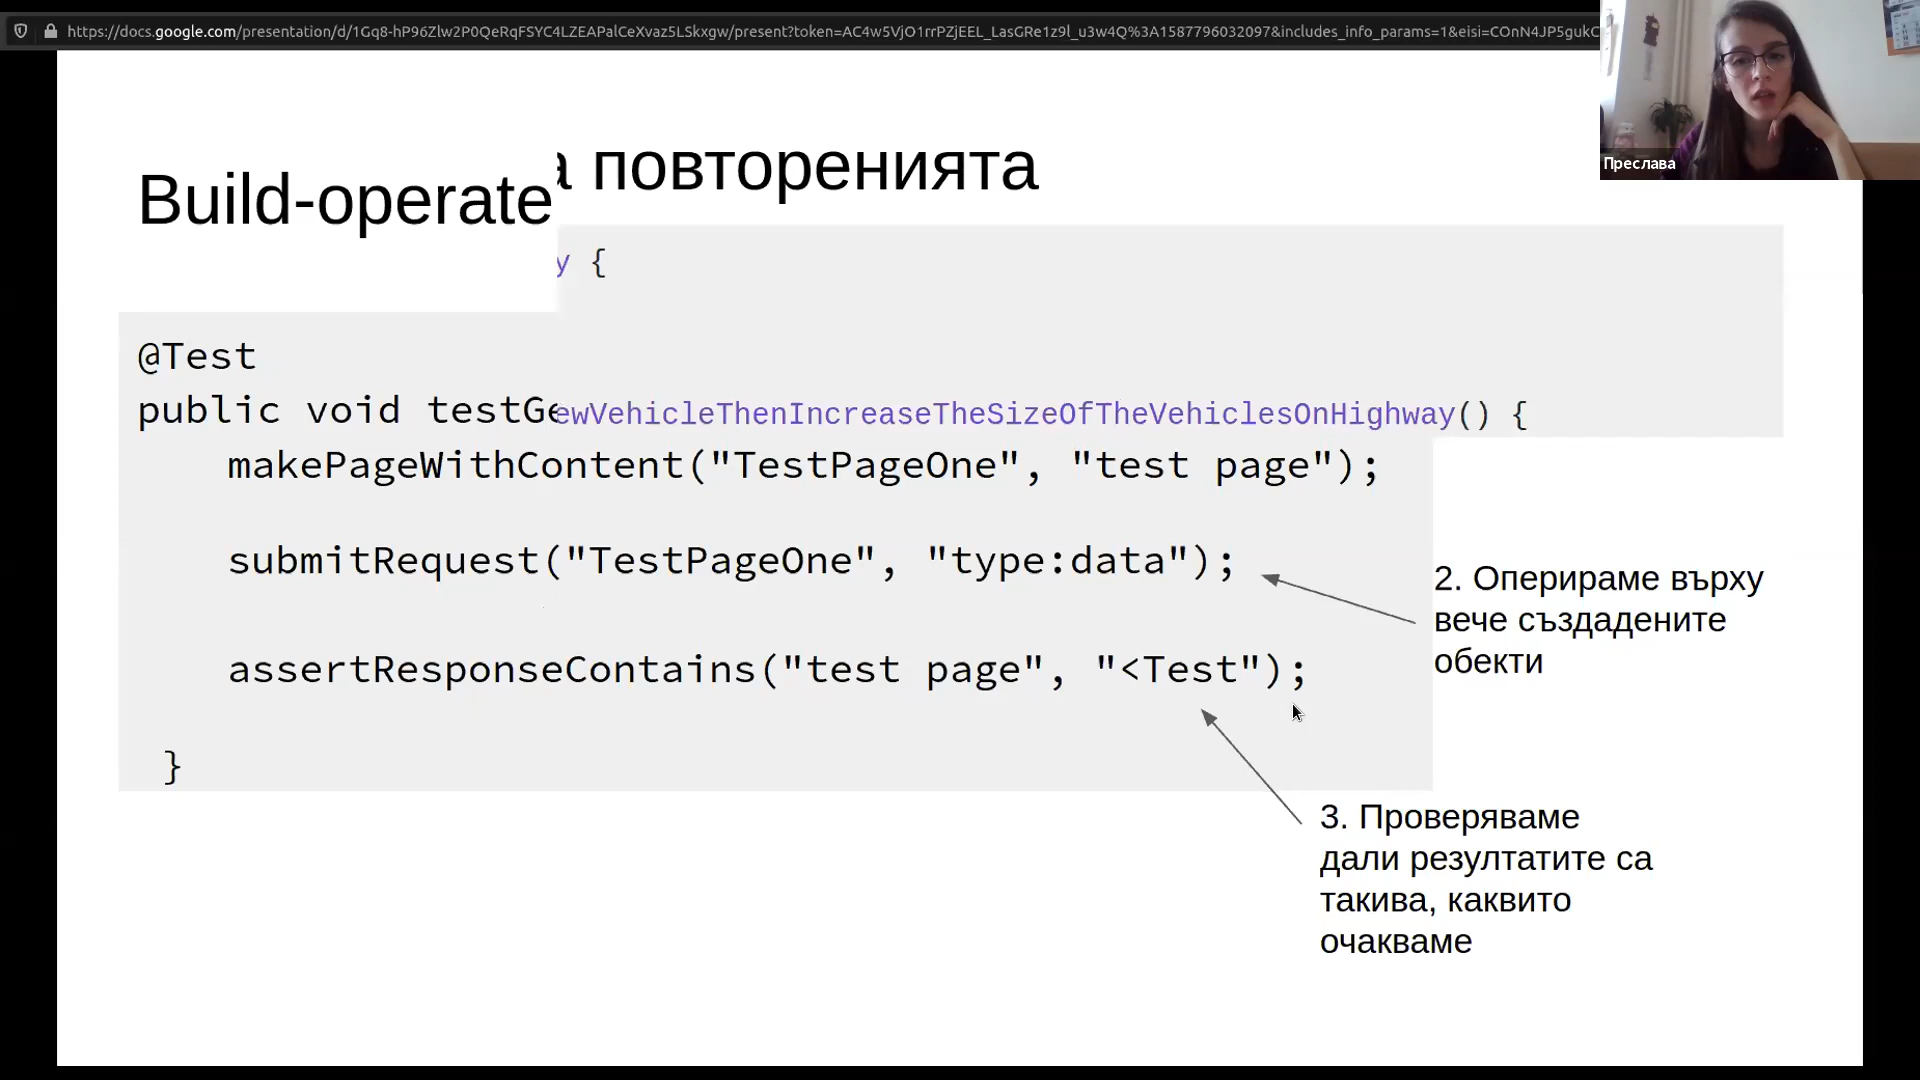 https://docs.google.com/presentation/d/1Gq8-hP96Zlw2P0QeRqFSYC4LZEAPalCeXvaz5LSkxgw/present?token=AC4w5VjO1rrPZjEEL_LasGRe1z9l_u3w4Q%3A1587796032097&includes_info_params=1&eisi=COnN4JP5gukC
Преслава
а повторенията
Build-operate
y {
@Test
public void testGe
ewVehicleThenIncreaseTheSizeOfTheVehiclesOnHighway() {
makePageWithContent("TestPageOne", "test page");
submitRequest("TestPageOne", "type:data");
2. Оперираме върху
вече създадените
обекти
assertResponseContains("test page", "<Test");
}
3. Проверяваме
дали резултатите са
такива, каквито
очакваме